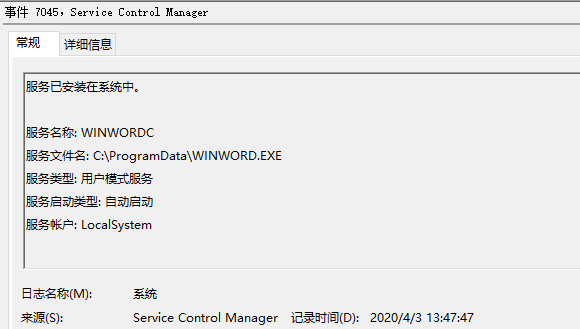 事件 7045，Service Control Manager
常规
详细信息
服务已安装在系统中。
服务名称: WINWORDC
服务文件名: C:\ProgramData\WINWORD.EXE
服务类型: 用户模式服务
服务启动类型: 自动启动
服务帐户: LocalSystem
日志名称(M): 系统
来源(S): Service Control Manager 记录时间(D): 2020/4/3 13:47:47